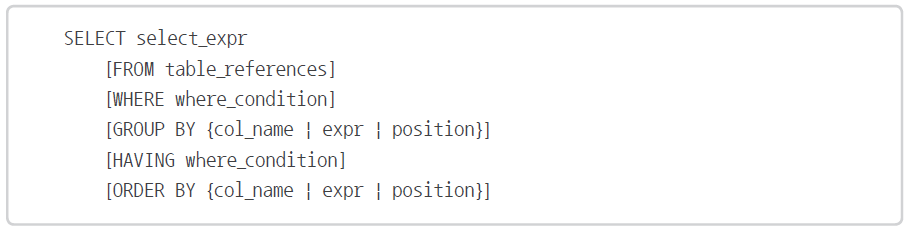 SELECT select_expr
[FROM table_references]
[WHERE where_condition]
[GROUP BY {col_name | expr | position}]
[HAVING where_condition]
[ORDER BY {col_name | expr | position}]